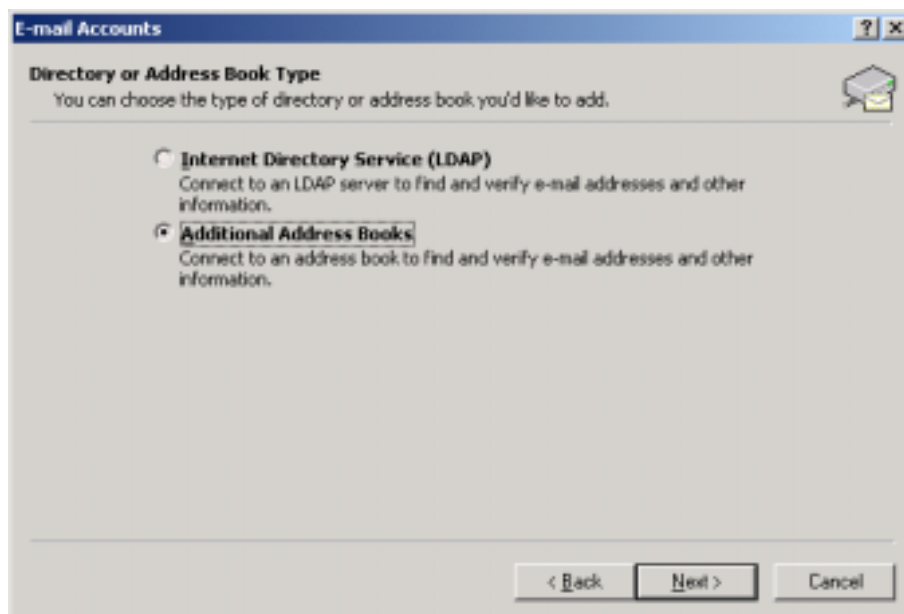 E-mail Accounts
Directory or Address Book Type
You can choose the type of directory or address book you'd like to add.
Internet Directory Service (LDAP)
Connect to an LDAP server to find and verify e-mail addresses and other
information.
Additional Address Books
Connect to an address book to find and verify e-mail addresses and other
information.
< Back Next > Cancel